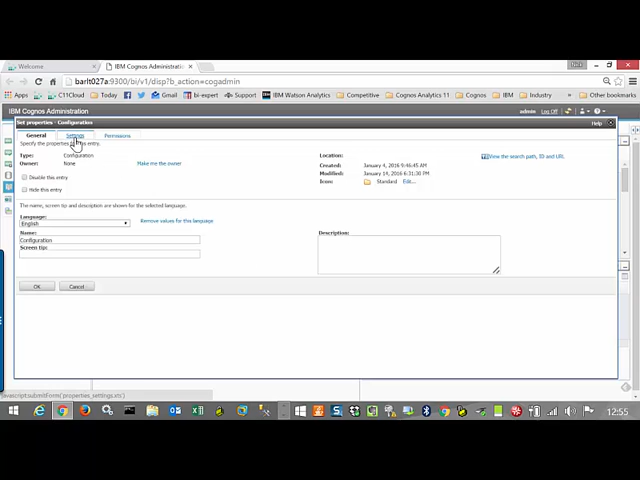 Welcome
IBM Cognos Administratio
barlt027a:9300/bi/v1/disp?b_action=cogadmin
Apps
C11Cloud
Today
Gmail
bi-expert
Support
IBM Watson Analytics
Competitive
Cognos Analytics 11
Cognos
IBM
Industry
»
Other bookmarks
IBM Cognos Administration
admin
Log Off
Set properties - Configuration
Help
General
Settings
Permissions
Specify the properties for this entry.
Type:
Configuration
Owner:
None
Make me the owner
Location:
View the search path, ID and URL
Created:
January 4, 2016 9:46:45 AM
Modified:
January 14, 2016 6:31:30 PM
Icon:
Standard
Edit...
Disable this entry
Hide this entry
The name, screen tip and description are shown for the selected language.
Language:
English
Remove values for this language
Name:
Configuration
Screen tip:
Description:
OK
Cancel
javascript:submitForm('properties_settings.xts')
12:55